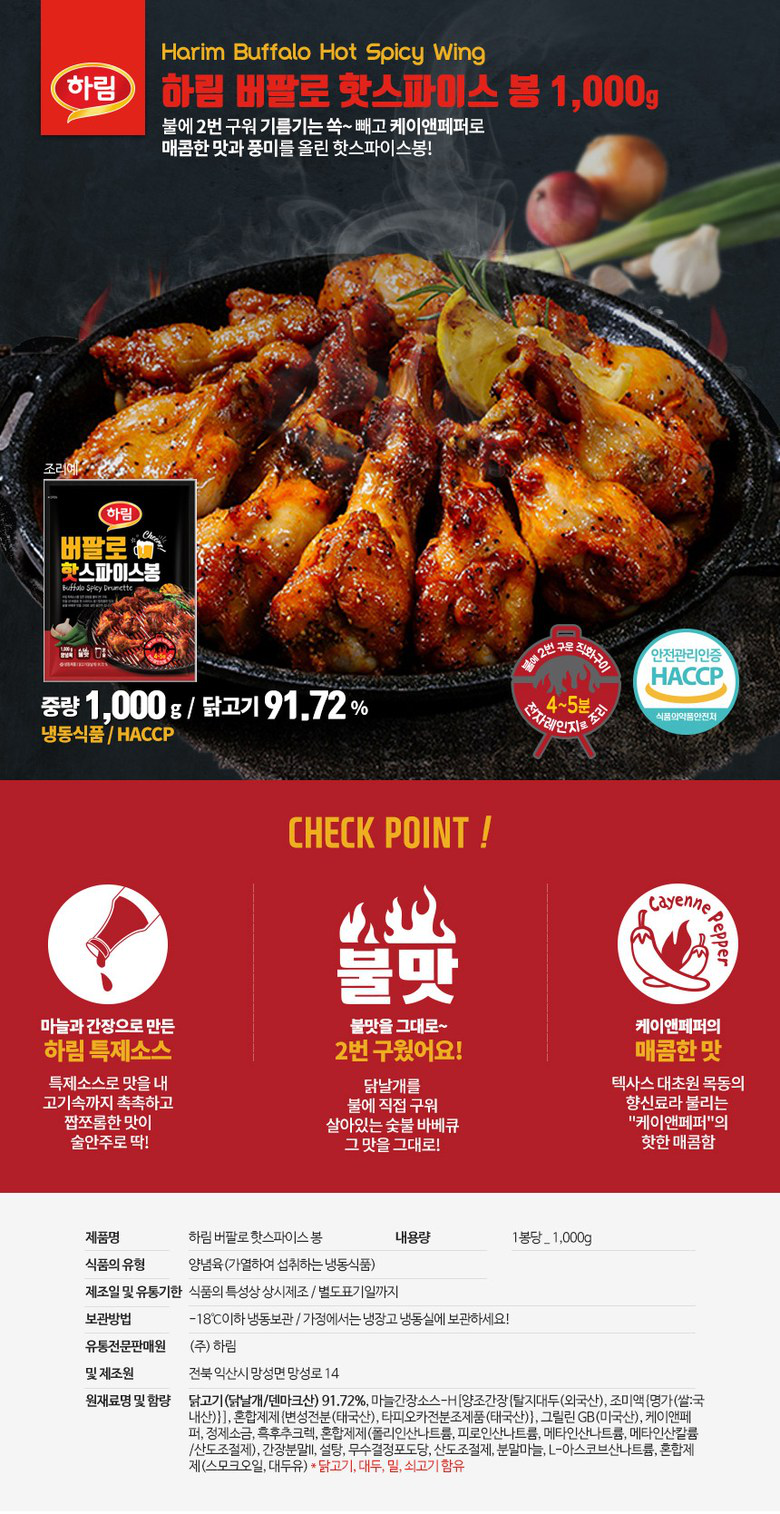 하림
Harim Buffalo Hot Spicy Wing
하림 버팔로 핫스파이스 봉 1,000g
불에 2번 구워 기름기는 쏙~ 빼고 케이앤페퍼로
매콤한 맛과 풍미를 올린 핫스파이스봉!
조리예
하림
버팔로
Cheers!
핫스파이스봉
Buffalo Spicy Drumette
1,000 g
불맛
4~5분
중량 1,000 g / 닭고기 91.72 %
냉동식품 / HACCP
불에 2번 구운 직화구이
4~5분
전자레인지로 조리
안전관리인증
HACCP
식품의약품안전처
CHECK POINT !
마늘과 간장으로 만든
하림 특제소스
특제소스로 맛을 내
고기속까지 촉촉하고
짭쪼롬한 맛이
술안주로 딱!
불맛
불맛을 그대로~
2번 구웠어요!
닭날개를
불에 직접 구워
살아있는 숯불 바베큐
그 맛을 그대로!
Cayenne Pepper
케이앤페퍼의
매콤한 맛
텍사스 대초원 목동의
향신료라 불리는
"케이앤페퍼"의
핫한 매콤함
제품명 하림 버팔로 핫스파이스 봉 내용량 1봉당 _ 1,000g
식품의 유형 양념육(가열하여 섭취하는 냉동식품)
제조일 및 유통기한 식품의 특성상 상시제조 / 별도표기일까지
보관방법 -18℃이하 냉동보관 / 가정에서는 냉장고 냉동실에 보관하세요!
유통전문판매원 (주) 하림
및 제조원 전북 익산시 망성면 망성로 14
원재료명 및 함량 닭고기(닭날개/덴마크산) 91.72%, 마늘간장소스-H[양조간장{탈지대두(외국산), 조미액[명가(쌀:국
내산)}], 혼합제제{변성전분(태국산), 타피오카전분조제품(태국산)}, 그릴린 GB(미국산), 케이앤페
퍼, 정제소금, 흑후추크랙, 혼합제제(폴리인산나트륨, 피로인산나트륨, 메타인산나트륨, 메타인산칼륨
/산도조절제), 간장분말II, 설탕, 무수결정포도당, 산도조절제, 분말마늘, L-아스코브산나트륨, 혼합제
제(스모크오일, 대두유) *닭고기, 대두, 밀, 쇠고기 함유